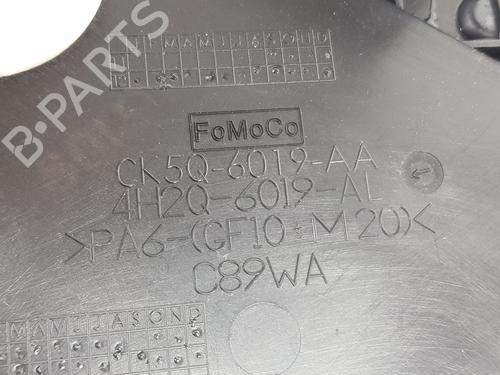 J F M A M J J A S O N D
FoMoCo
CK5Q-6019-AA
4H2Q-6019-AL
>PA6-(GF10+M20)<
C89WA
M A M J J A S O N D
B-PARTS